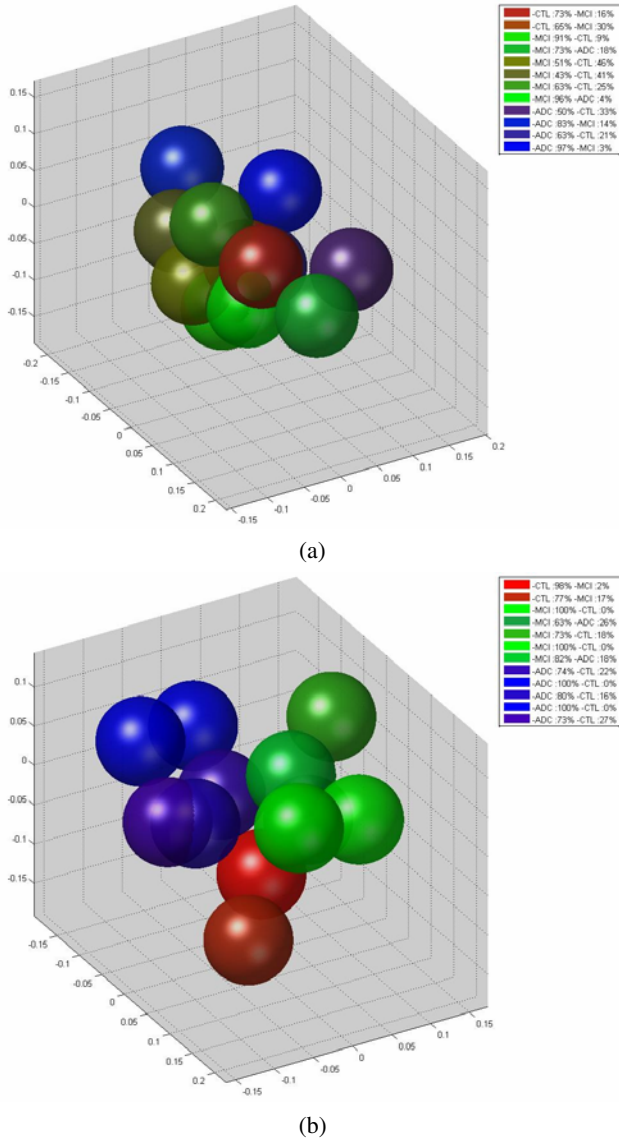 -CTL :73% -MCI :16%
-CTL :65% -MCI :30%
-MCI :91% -CTL :9%
-MCI :73% -ADC :18%
-MCI :51% -CTL :46%
-MCI :43% -CTL :41%
-MCI :63% -CTL :25%
-MCI :96% -ADC :4%
-ADC :50% -CTL :33%
-ADC :83% -MCI :14%
-ADC :63% -CTL :21%
-ADC :97% -MCI :3%
0.15
0.1
0.05
0
-0.05
-0.1
-0.15
-0.2
-0.15
-0.1
-0.05
0
0.05
0.1
0.15
0.2
-0.15
-0.1
-0.05
0
0.05
0.1
0.15
0.2
(a)
-CTL :98% -MCI :2%
-CTL :77% -MCI :17%
-MCI :100% -CTL :0%
-MCI :63% -ADC :26%
-MCI :73% -CTL :18%
-MCI :100% -CTL :0%
-MCI :82% -ADC :18%
-ADC :74% -CTL :22%
-ADC :100% -CTL :0%
-ADC :80% -CTL :16%
-ADC :100% -CTL :0%
-ADC :73% -CTL :27%
0.1
0.05
0
-0.05
-0.1
-0.15
-0.15
-0.1
-0.05
0
0.05
0.1
0.15
0.2
-0.15
-0.1
-0.05
0
0.05
0.1
0.15
(b)